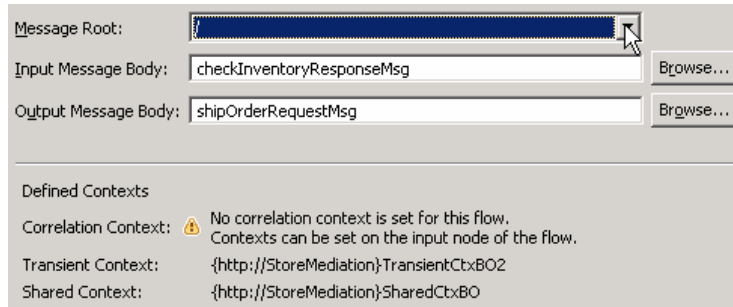 Message Root: /
Input Message Body: checkInventoryResponseMsg Browse...
Output Message Body: shipOrderRequestMsg Browse...
Defined Contexts
Correlation Context: No correlation context is set for this flow.
Contexts can be set on the input node of the flow.
Transient Context: {http://StoreMediation}TransientCtxBO2
Shared Context: {http://StoreMediation}SharedCtxBO